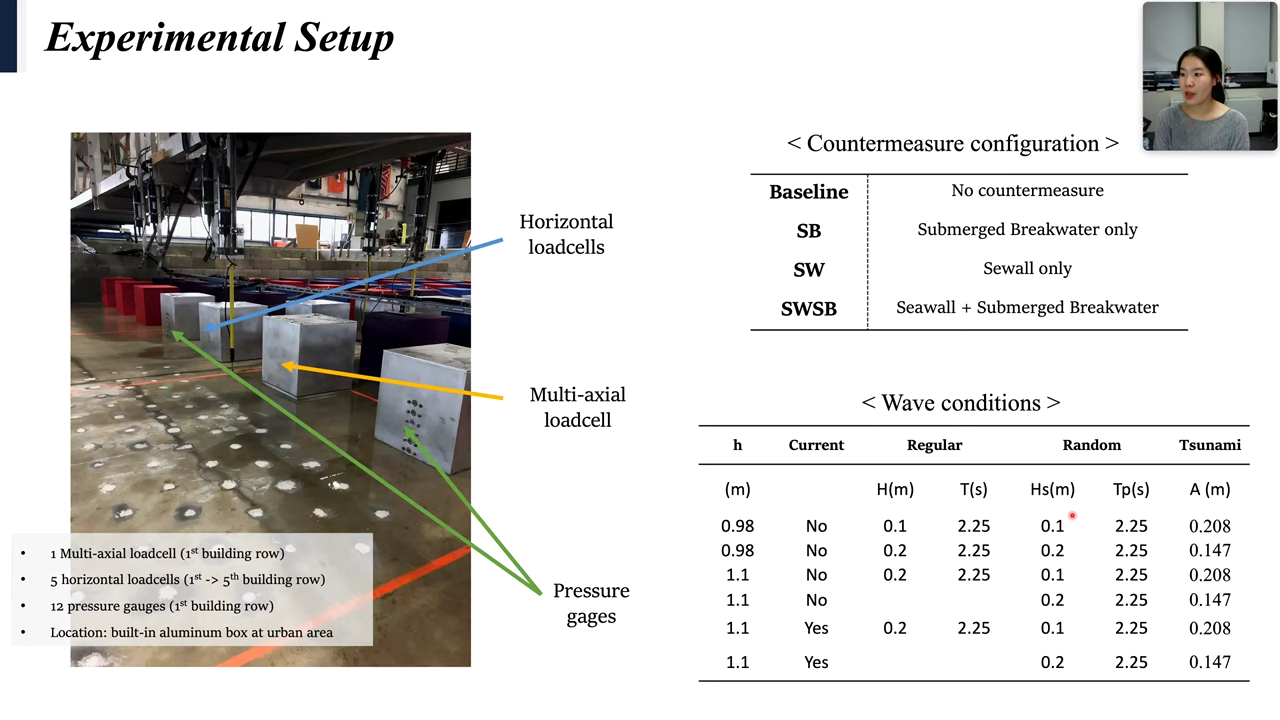 Experimental Setup
Horizontal
loadcells
Multi-axial
loadcell
Pressure
gages
• 1 Multi-axial loadcell (1st building row)
• 5 horizontal loadcells (1st -> 5th building row)
• 12 pressure gauges (1st building row)
• Location: built-in aluminum box at urban area
< Countermeasure configuration >
Baseline No countermeasure
SB Submerged Breakwater only
SW Sewall only
SWSB Seawall + Submerged Breakwater
< Wave conditions >
h Current Regular Random Tsunami
(m) H(m) T(s) Hs(m) Tp(s) A (m)
0.98 No 0.1 2.25 0.1 2.25 0.208
0.98 No 0.2 2.25 0.2 2.25 0.147
1.1 No 0.2 2.25 0.1 2.25 0.208
1.1 No 0.2 2.25 0.147
1.1 Yes 0.2 2.25 0.1 2.25 0.208
1.1 Yes 0.2 2.25 0.147